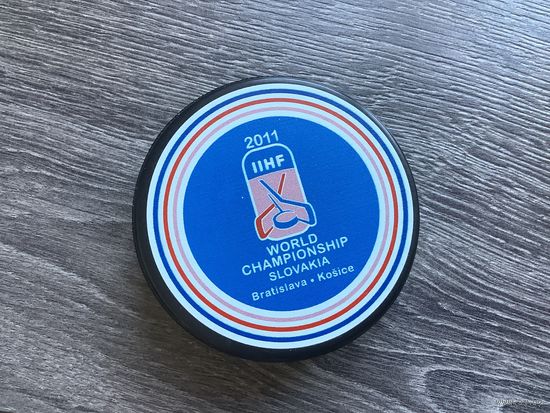 2011
IIHF
WORLD
CHAMPIONSHIP
SLOVAKIA
Bratislava • Košice